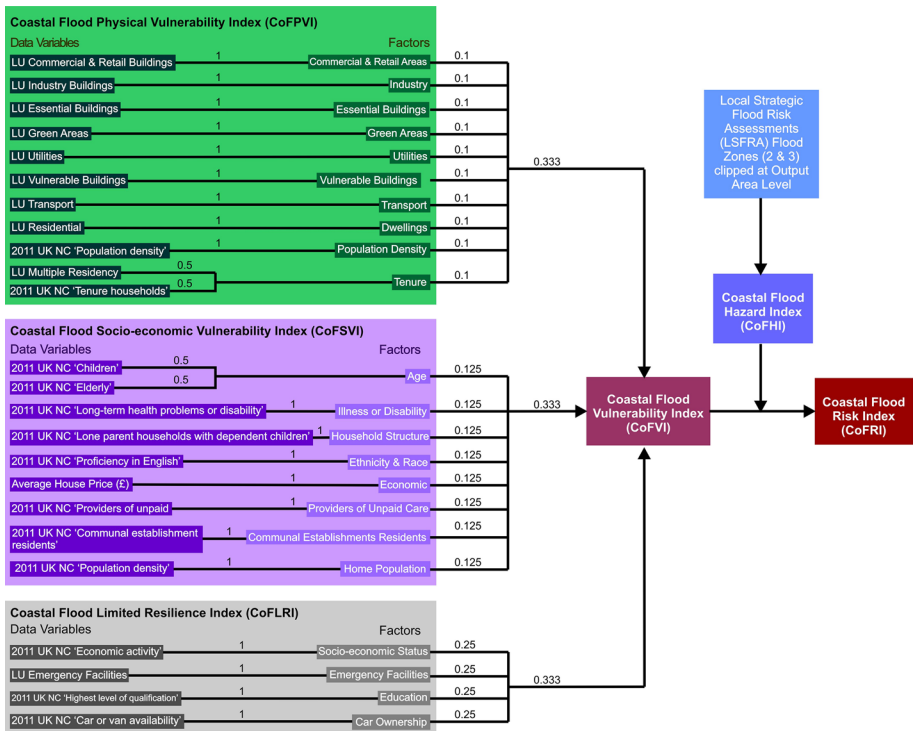 Coastal Flood Physical Vulnerability Index (CoFPVI)
Data Variables Factors
LU Commercial & Retail Buildings 1 Commercial & Retail Areas 0.1
LU Industry Buildings 1 Industry 0.1
LU Essential Buildings 1 Essential Buildings 0.1
LU Green Areas 1 Green Areas 0.1
LU Utilities 1 Utilities 0.1
LU Vulnerable Buildings 1 Vulnerable Buildings 0.1
LU Transport 1 Transport 0.1
LU Residential 1 Dwellings 0.1
2011 UK NC ‘Population density’ 1 Population Density 0.1
LU Multiple Residency 0.5
2011 UK NC ‘Tenure households’ 0.5
Tenure 0.1
0.333
Coastal Flood Socio-economic Vulnerability Index (CoFSVI)
Data Variables Factors
2011 UK NC ‘Children’ 0.5
2011 UK NC ‘Elderly’ 0.5
Age 0.125
2011 UK NC ‘Long-term health problems or disability’ 1 Illness or Disability 0.125
2011 UK NC ‘Lone parent households with dependent children’ 1 Household Structure 0.125
2011 UK NC ‘Proficiency in English’ 1 Ethnicity & Race 0.125
Average House Price (£) 1 Economic 0.125
2011 UK NC ‘Providers of unpaid 1 Providers of Unpaid Care 0.125
2011 UK NC ‘Communal establishment
residents’ 1 Communal Establishments Residents 0.125
2011 UK NC ‘Population density’ 1 Home Population 0.125
0.333
Coastal Flood Limited Resilience Index (CoFLRI)
Data Variables Factors
2011 UK NC ‘Economic activity’ 1 Socio-economic Status 0.25
LU Emergency Facilities 1 Emergency Facilities 0.25
2011 UK NC ‘Highest level of qualification’ 1 Education 0.25
2011 UK NC ‘Car or van availability’ 1 Car Ownership 0.25
0.333
Coastal Flood
Vulnerability Index
(CoFVI)
Local Strategic
Flood Risk
Assessments
(LSFRA) Flood
Zones (2 & 3)
clipped at Output
Area Level
Coastal Flood
Hazard Index
(CoFHI)
Coastal Flood
Risk Index
(CoFRI)